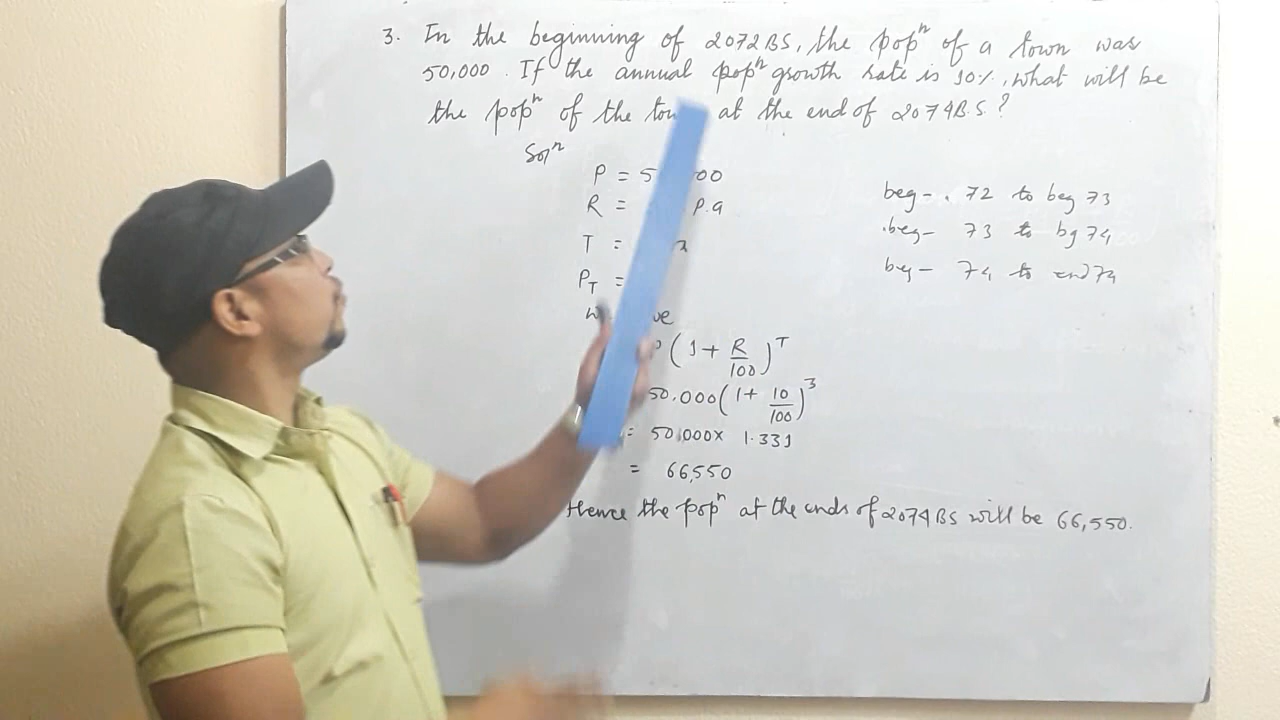 3. In the beginning of 2072BS, the popⁿ of a town was
50,000. If the annual popⁿ growth rate is 10%, what will be
the popⁿ of the at the end of 2074B.S.?
Solⁿ
P = 5 00
R = P.a
T =
P_T =
(1 + R/100)^T
50,000(1 + 10/100)^3
= 50,000 x 1.331
= 66,550
Hence the popⁿ at the ends of 2074BS will be 66,550.
beg - . 72 to beg 73
.beg - 73 to bg 74
beg - 74 to end 74